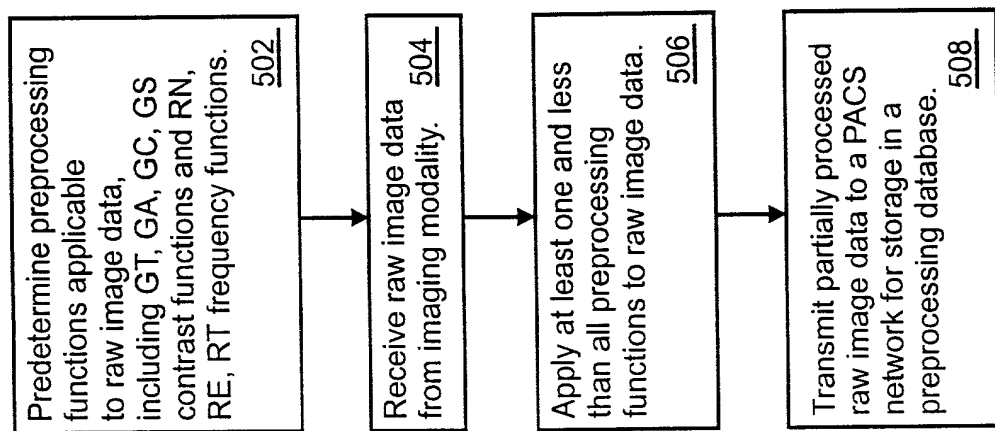 Predetermine preprocessing
functions applicable
to raw image data,
including GT, GA, GC, GS
contrast functions and RN,
RE, RT frequency functions.
502
Receive raw image data
from imaging modality.
504
Apply at least one and less
than all preprocessing
functions to raw image data.
506
Transmit partially processed
raw image data to a PACS
network for storage in a
preprocessing database.
508